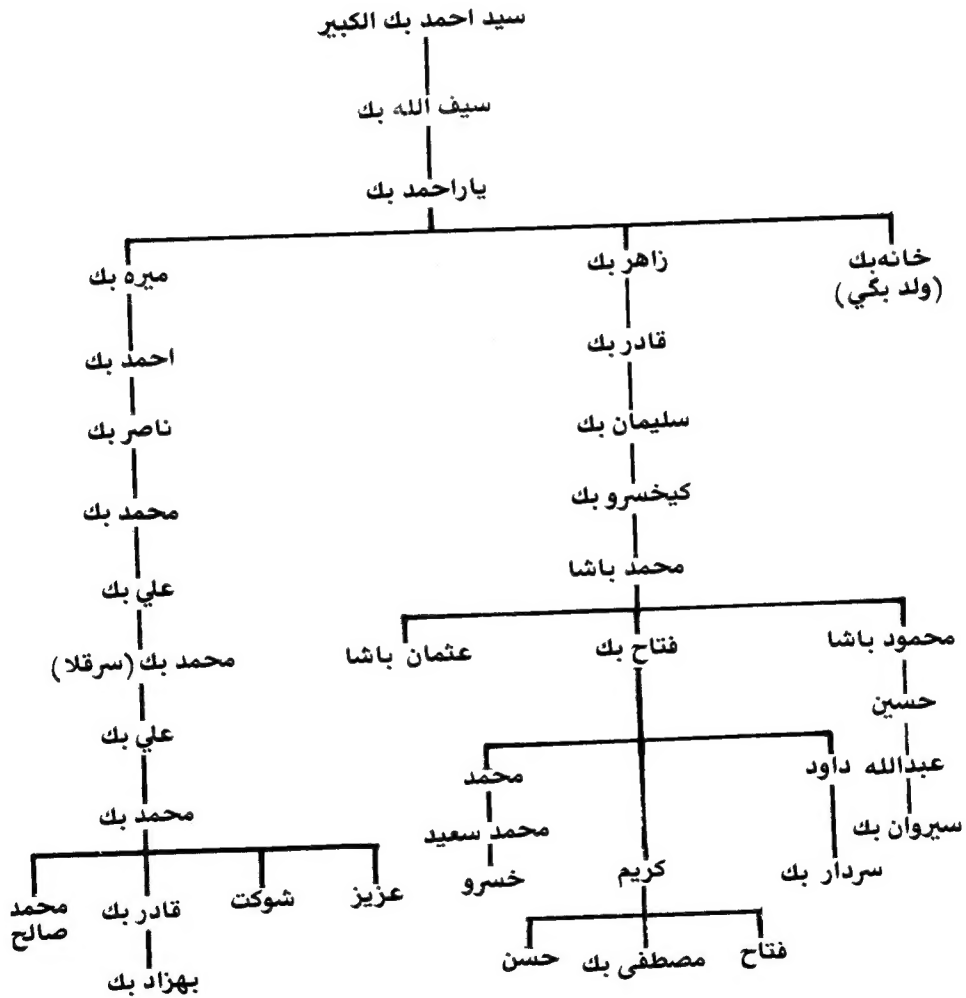 سيد احمد بك الكبير
سيف الله بك
ياراحمد بك
خانه‌بك
(ولد بگي)
زاهر بك
ميره بك
قادر بك
احمد بك
سليمان بك
ناصر بك
كيخسرو بك
محمد بك
محمد باشا
علي بك
محمود باشا
فتاح بك
عثمان باشا
محمد بك (سرقلا)
حسين
علي بك
عبدالله
داود
محمد
محمد بك
سيروان بك
محمد سعيد
سردار بك
كريم
خسرو
عزيز
شوكت
قادر بك
محمد
صالح
فتاح
مصطفى بك
حسن
بهزاد بك